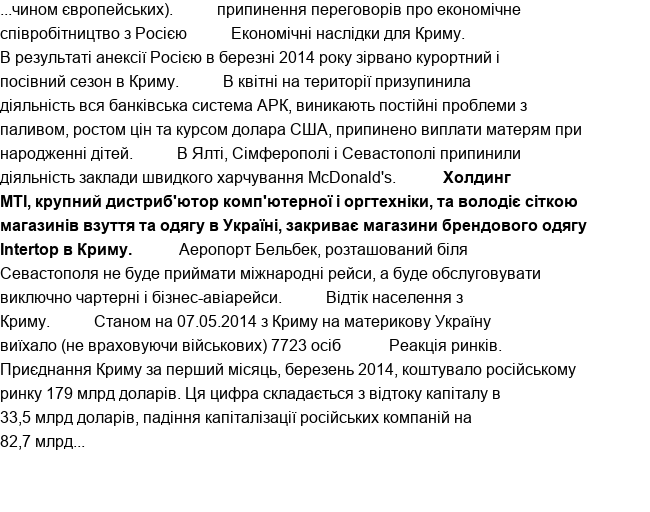 ...чином європейських). припинення переговорів про економічне
співробітництво з Росією Економічні наслідки для Криму.
В результаті анексії Росією в березні 2014 року зірвано курортний і
посівний сезон в Криму. В квітні на території призупинила
діяльність вся банківська система АРК, виникають постійні проблеми з
паливом, ростом цін та курсом долара США, припинено виплати матерям при
народженні дітей. В Ялті, Сімферополі і Севастополі припинили
діяльність заклади швидкого харчування McDonald's. Холдинг
МТІ, крупний дистриб'ютор комп'ютерної і оргтехніки, та володіє сіткою
магазинів взуття та одягу в Україні, закриває магазини брендового одягу
Intertop в Криму. Аеропорт Бельбек, розташований біля
Севастополя не буде приймати міжнародні рейси, а буде обслуговувати
виключно чартерні і бізнес-авіарейси. Відтік населення з
Криму. Станом на 07.05.2014 з Криму на материкову Україну
виїхало (не враховуючи військових) 7723 осіб Реакція ринків.
Приєднання Криму за перший місяць, березень 2014, коштувало російському
ринку 179 млрд доларів. Ця цифра складається з відтоку капіталу в
33,5 млрд доларів, падіння капіталізації російських компаній на
82,7 млрд...